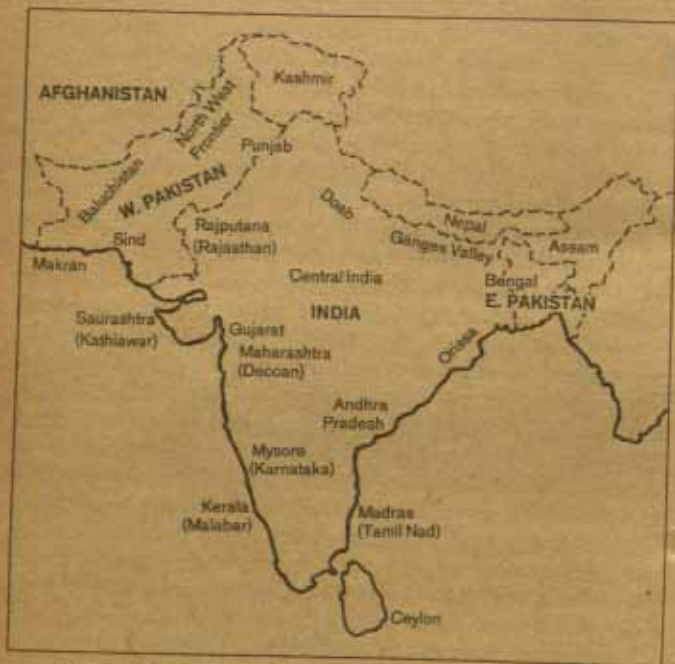 Kashmir
AFGHANISTAN
North West
Frontier
Punjab
Baluchistan
W. PAKISTAN
Doab
Nepal
Rajputana
(Rajasthan)
Sind
Ganges Valley
Assam
Makran
Central India
Bengal
E. PAKISTAN
INDIA
Saurashtra
(Kathiawar)
Gujarat
Maharashtra
(Deccan)
Orissa
Andhra
Pradesh
Mysore
(Karnataka)
Kerala
(Malabar)
Madras
(Tamil Nad)
Ceylon